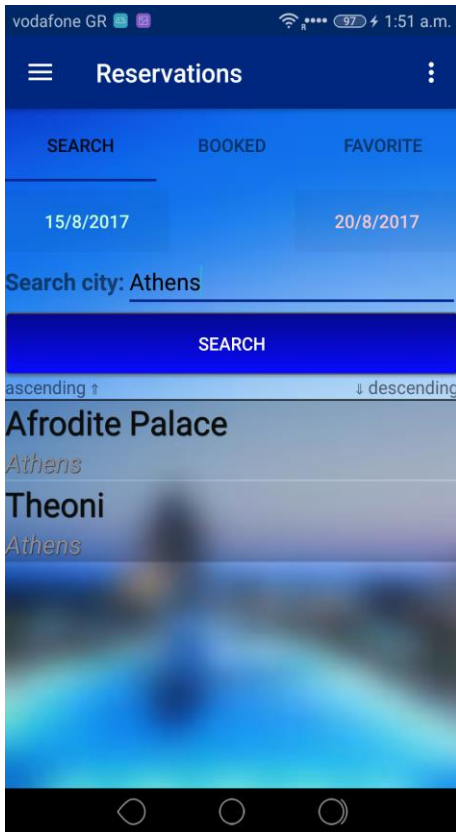 vodafone GR R 97 1:51 a.m.
Reservations
SEARCH BOOKED FAVORITE
15/8/2017 20/8/2017
Search city: Athens
SEARCH
ascending ⇑ ⇓ descending
Afrodite Palace
Athens
Theoni
Athens